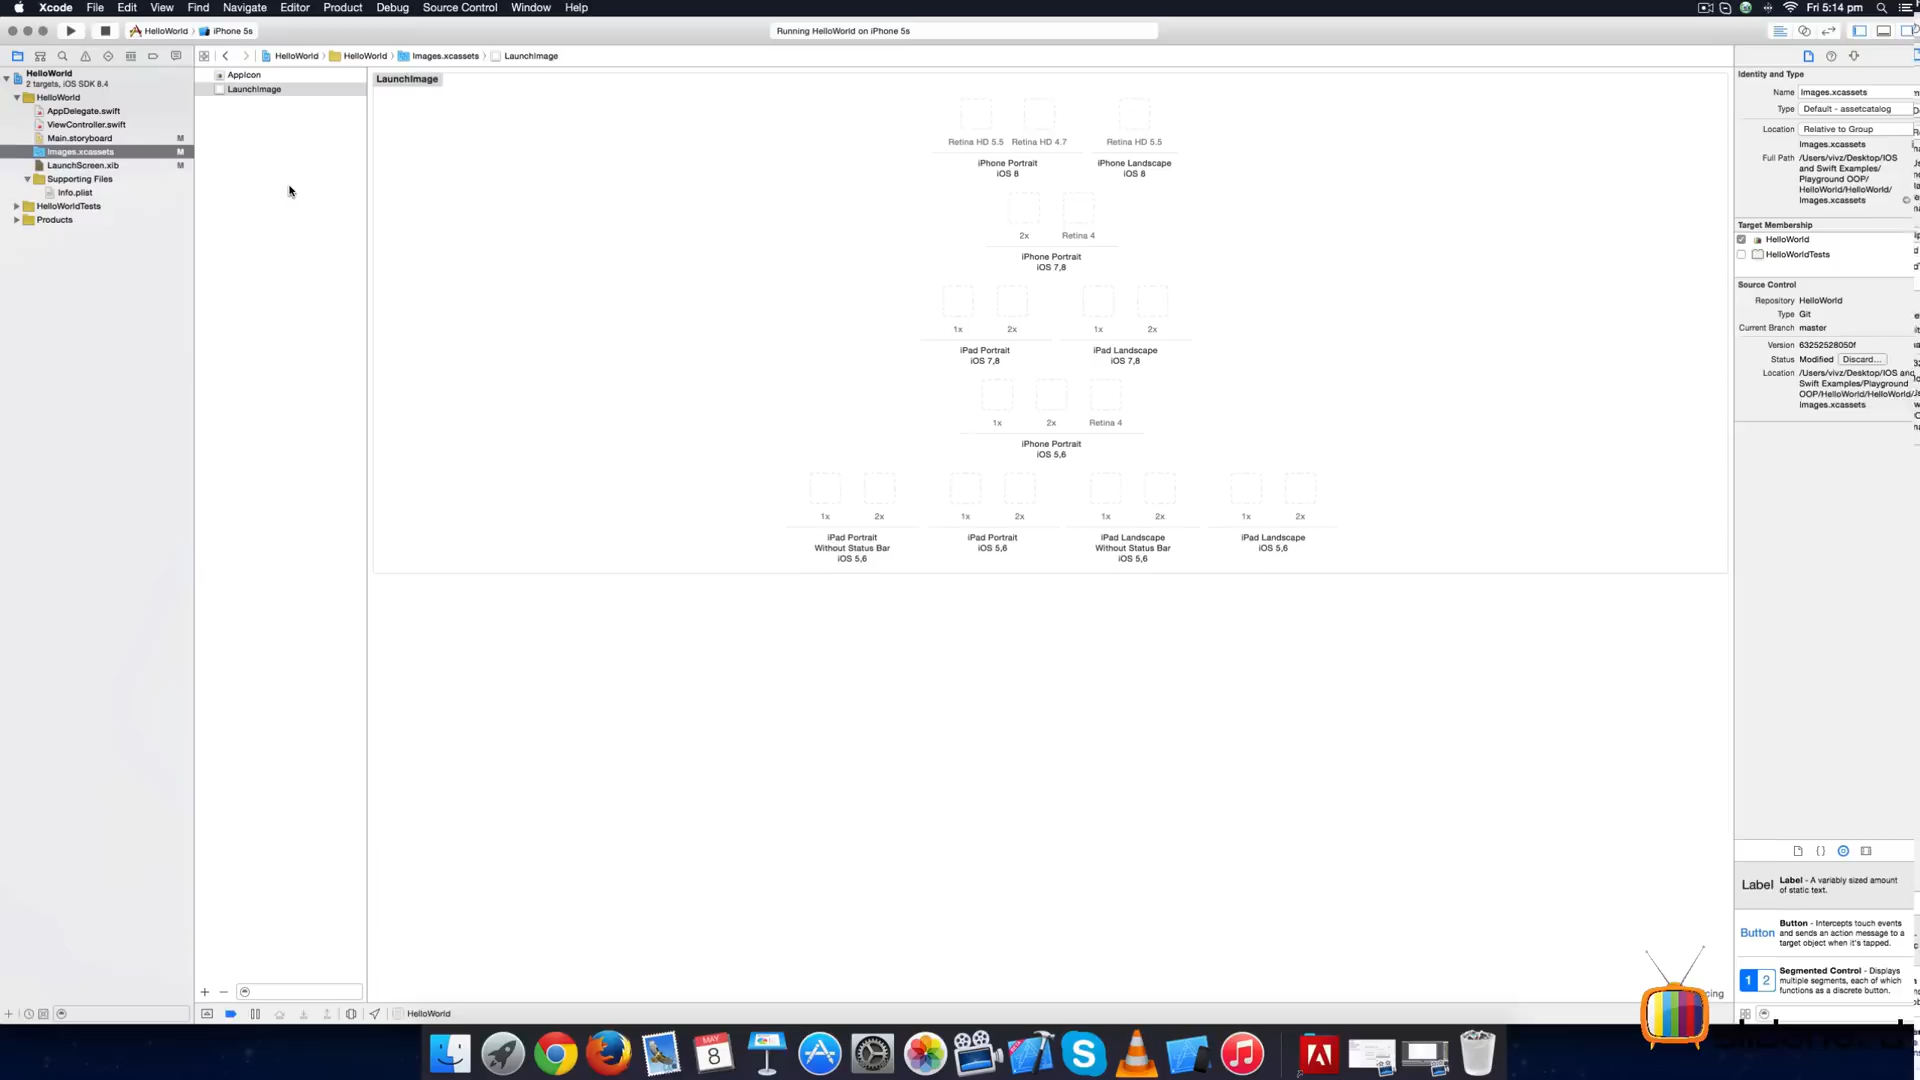 Xcode File Edit View Find Navigate Editor Product Debug Source Control Window Help
Fri 5:14 pm
HelloWorld iPhone 5s
Running HelloWorld on iPhone 5s
HelloWorld HelloWorld Images.xcassets LaunchImage
HelloWorld
2 targets, iOS SDK 8.4
HelloWorld
AppDelegate.swift
ViewController.swift
Main.storyboard M
Images.xcassets M
LaunchScreen.xib M
Supporting Files
Info.plist
HelloWorldTests
Products
AppIcon
LaunchImage
LaunchImage
Retina HD 5.5 Retina HD 4.7 Retina HD 5.5
iPhone Portrait iPhone Landscape
iOS 8 iOS 8
2x Retina 4
iPhone Portrait
iOS 7,8
1x 2x 1x 2x
iPad Portrait iPad Landscape
iOS 7,8 iOS 7,8
1x 2x Retina 4
iPhone Portrait
iOS 5,6
1x 2x 1x 2x 1x 2x 1x 2x
iPad Portrait iPad Portrait iPad Landscape iPad Landscape
Without Status Bar iOS 5,6 Without Status Bar iOS 5,6
iOS 5,6 iOS 5,6
Identity and Type
Name Images.xcassets
Type Default - assetcatalog
Location Relative to Group
Images.xcassets
Full Path /Users/vivz/Desktop/IOS
and Swift Examples/
Playground OOP/
HelloWorld/HelloWorld/
Images.xcassets
Target Membership
HelloWorld
HelloWorldTests
Source Control
Repository HelloWorld
Type Git
Current Branch master
Version 63252528050f
Status Modified Discard...
Location /Users/vivz/Desktop/IOS and
Swift Examples/Playground
OOP/HelloWorld/HelloWorld/
Images.xcassets
{ }
Label Label - A variably sized amount
of static text.
Button Button - Intercepts touch events
and sends an action message to a
target object when it's tapped.
1 2 Segmented Control - Displays
multiple segments, each of which
functions as a discrete button.
HelloWorld
MAY
8